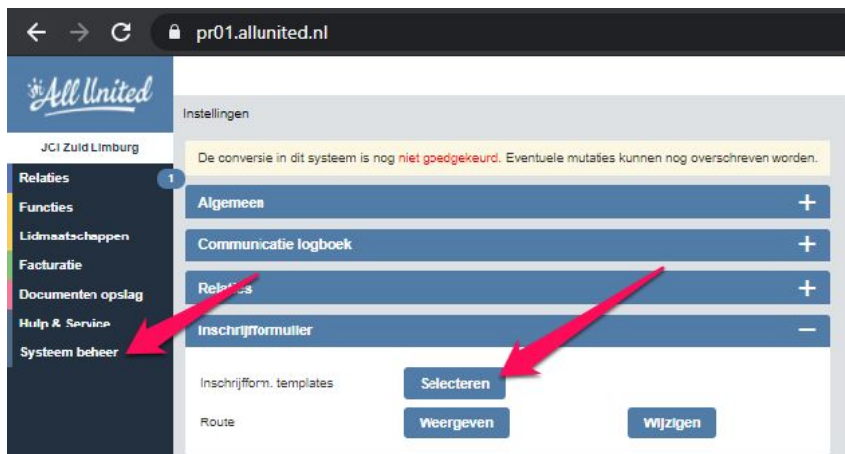 pr01.allunited.nl
All United
Instellingen
JCI Zuid Limburg
De conversie in dit systeem is nog niet goedgekeurd. Eventuele mutaties kunnen nog overschreven worden.
Relaties 1
Functies
Lidmaatschappen
Facturatie
Documenten opslag
Hulp & Service
Systeem beheer
Algemeen
Communicatie logboek
Relaties
Inschrijfformulier
Inschrijfform. templates Selecteren
Route Weergeven Wijzigen